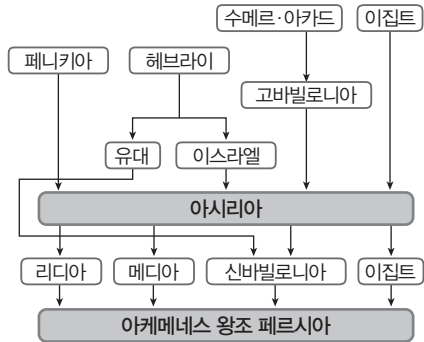 수메르·아카드 이집트
페니키아 헤브라이
고바빌로니아
유대 이스라엘
아시리아
리디아 메디아 신바빌로니아 이집트
아케메네스 왕조 페르시아